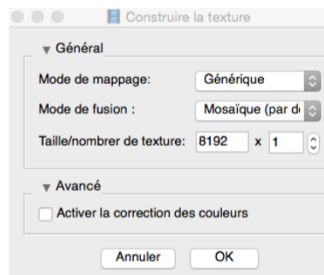 Construire la texture
Général
Mode de mappage: Générique
Mode de fusion : Mosaïque (par dé
Taille/nombrer de texture: 8192 x 1
Avancé
Activer la correction des couleurs
Annuler OK